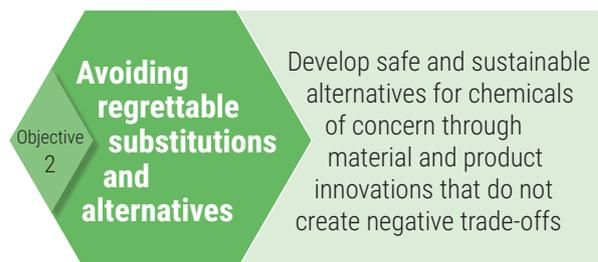 Objective
2
Avoiding
regrettable
substitutions
and
alternatives
Develop safe and sustainable
alternatives for chemicals
of concern through
material and product
innovations that do not
create negative trade-offs